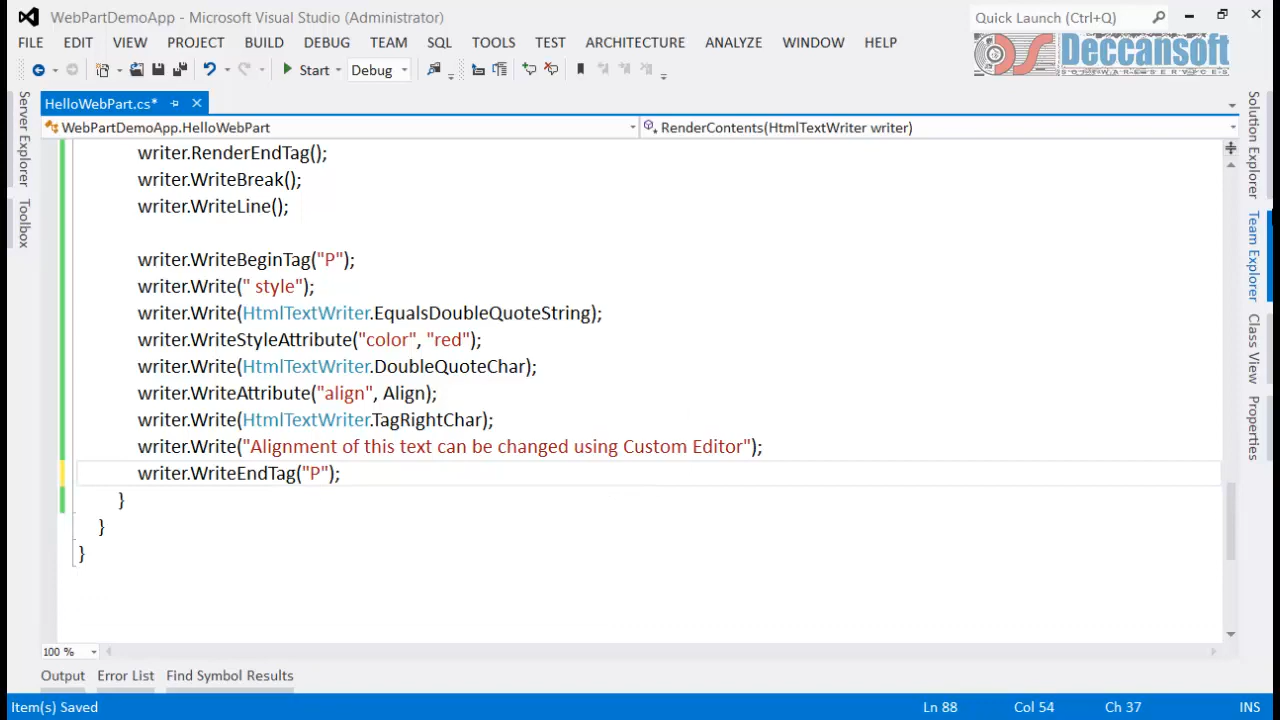 WebPartDemoApp - Microsoft Visual Studio (Administrator)
Quick Launch (Ctrl+Q)
FILE EDIT VIEW PROJECT BUILD DEBUG TEAM SQL TOOLS TEST ARCHITECTURE ANALYZE WINDOW HELP
Deccansoft
SOFTWARE SERVICES
Start Debug
HelloWebPart.cs*
WebPartDemoApp.HelloWebPart
RenderContents(HtmlTextWriter writer)
Server Explorer
Toolbox
writer.RenderEndTag();
writer.WriteBreak();
writer.WriteLine();
writer.WriteBeginTag("P");
writer.Write(" style");
writer.Write(HtmlTextWriter.EqualsDoubleQuoteString);
writer.WriteStyleAttribute("color", "red");
writer.Write(HtmlTextWriter.DoubleQuoteChar);
writer.WriteAttribute("align", Align);
writer.Write(HtmlTextWriter.TagRightChar);
writer.Write("Alignment of this text can be changed using Custom Editor");
writer.WriteEndTag("P");
}
}
}
Solution Explorer
Team Explorer
Class View
Properties
100 %
Output Error List Find Symbol Results
Item(s) Saved
Ln 88 Col 54 Ch 37 INS